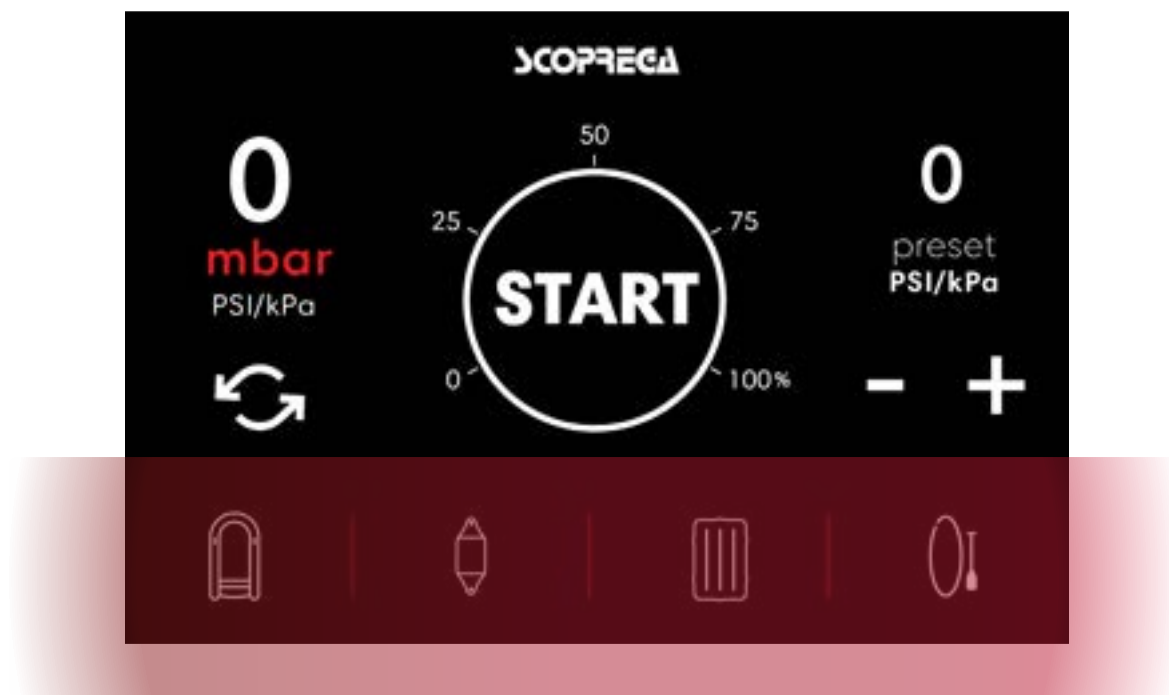 SCOPREGA
0
mbar
PSI/kPa
0
25
50
75
100%
START
0
preset
PSI/kPa
- +